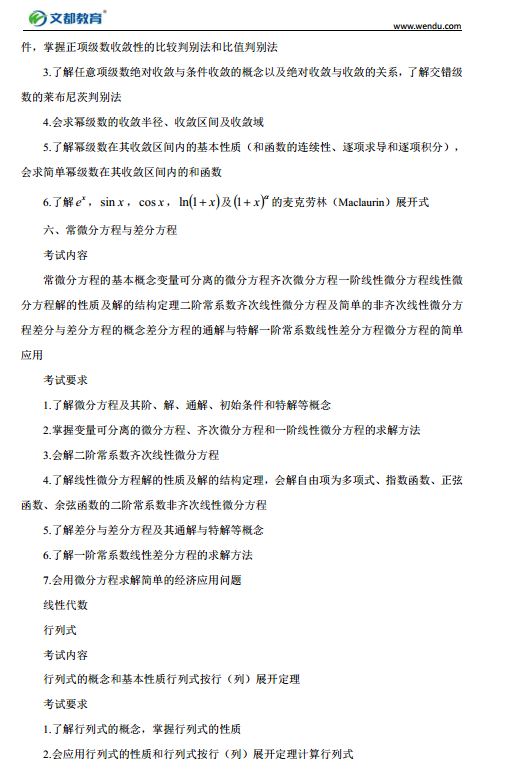 文都教育
www.wendu.com
件，掌握正项级数收敛性的比较判别法和比值判别法
3.了解任意项级数绝对收敛与条件收敛的概念以及绝对收敛与收敛的关系，了解交错级
数的莱布尼茨判别法
4.会求幂级数的收敛半径、收敛区间及收敛域
5.了解幂级数在其收敛区间内的基本性质（和函数的连续性、逐项求导和逐项积分），
会求简单幂级数在其收敛区间内的和函数
6.了解 e^x， sin x， cos x， ln(1+x)及(1+x)^α 的麦克劳林（Maclaurin）展开式
六、常微分方程与差分方程
考试内容
常微分方程的基本概念变量可分离的微分方程齐次微分方程一阶线性微分方程线性微
分方程解的性质及解的结构定理二阶常系数齐次线性微分方程及简单的非齐次线性微分方
程差分与差分方程的概念差分方程的通解与特解一阶常系数线性差分方程微分方程的简单
应用
考试要求
1.了解微分方程及其阶、解、通解、初始条件和特解等概念
2.掌握变量可分离的微分方程、齐次微分方程和一阶线性微分方程的求解方法
3.会解二阶常系数齐次线性微分方程
4.了解线性微分方程解的性质及解的结构定理，会解自由项为多项式、指数函数、正弦
函数、余弦函数的二阶常系数非齐次线性微分方程
5.了解差分与差分方程及其通解与特解等概念
6.了解一阶常系数线性差分方程的求解方法
7.会用微分方程求解简单的经济应用问题
线性代数
行列式
考试内容
行列式的概念和基本性质行列式按行（列）展开定理
考试要求
1.了解行列式的概念，掌握行列式的性质
2.会应用行列式的性质和行列式按行（列）展开定理计算行列式